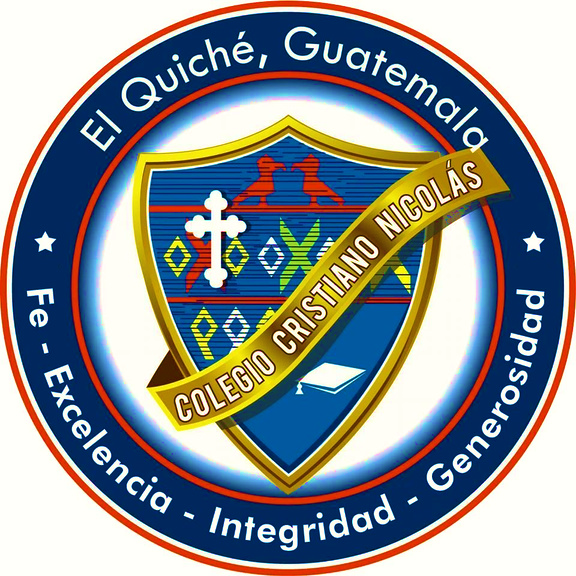 El Quiché, Guatemala
COLEGIO CRISTIANO NICOLÁS
Fe - Excelencia - Integridad - Generosidad